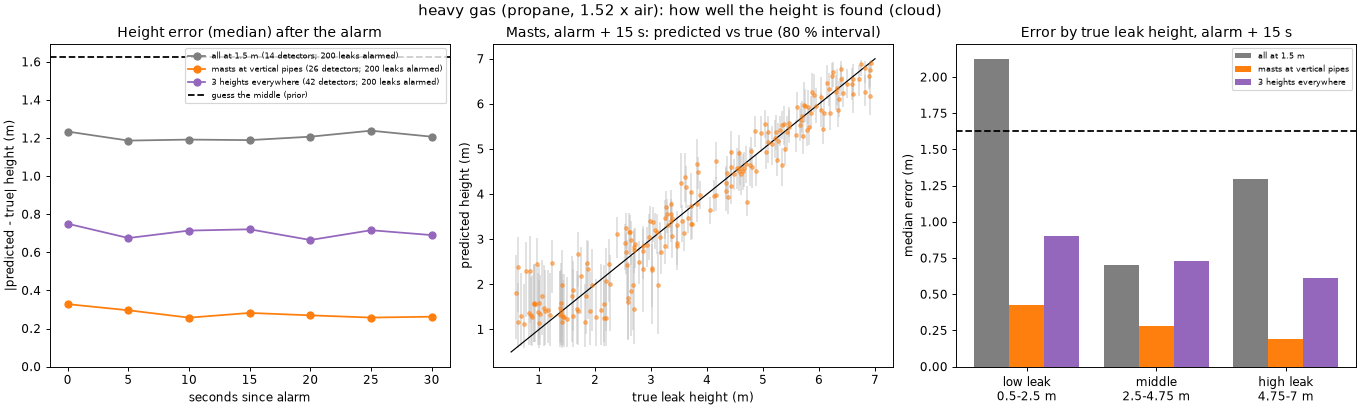 heavy gas (propane, 1.52 x air): how well the height is found (cloud)
Height error (median) after the alarm
|predicted - true| height (m)
1.6
1.4
1.2
1.0
0.8
0.6
0.4
0.2
0.0
all at 1.5 m (14 detectors; 200 leaks alarmed)
masts at vertical pipes (26 detectors; 200 leaks alarmed)
3 heights everywhere (42 detectors; 200 leaks alarmed)
guess the middle (prior)
0 5 10 15 20 25 30
seconds since alarm
Masts, alarm + 15 s: predicted vs true (80 % interval)
predicted height (m)
7
6
5
4
3
2
1
1 2 3 4 5 6 7
true leak height (m)
Error by true leak height, alarm + 15 s
median error (m)
2.00
1.75
1.50
1.25
1.00
0.75
0.50
0.25
0.00
all at 1.5 m
masts at vertical pipes
3 heights everywhere
low leak
0.5-2.5 m
middle
2.5-4.75 m
high leak
4.75-7 m